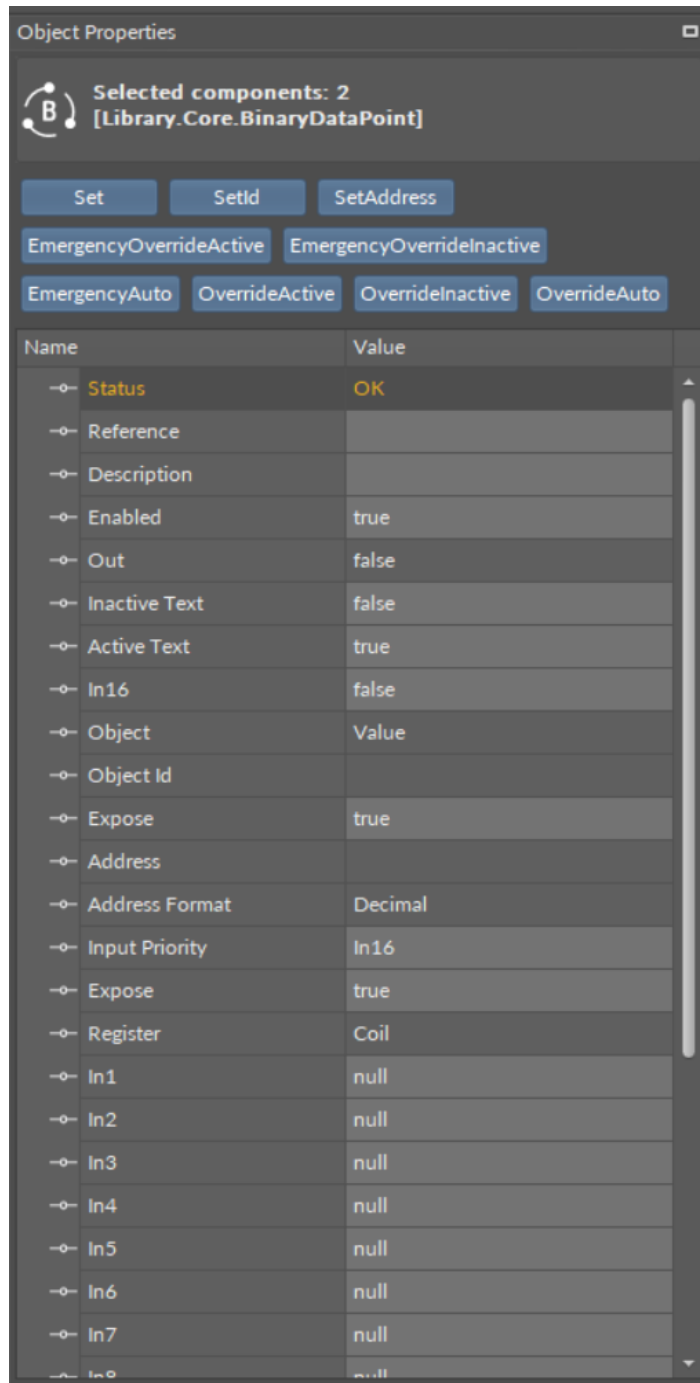 Object Properties
Selected components: 2
[Library.Core.BinaryDataPoint]
B
Set SetId SetAddress
EmergencyOverrideActive EmergencyOverrideInactive
EmergencyAuto OverrideActive OverrideInactive OverrideAuto
Name Value
Status OK
Reference
Description
Enabled true
Out false
Inactive Text false
Active Text true
In16 false
Object Value
Object Id
Expose true
Address
Address Format Decimal
Input Priority In16
Expose true
Register Coil
In1 null
In2 null
In3 null
In4 null
In5 null
In6 null
In7 null
In8 null